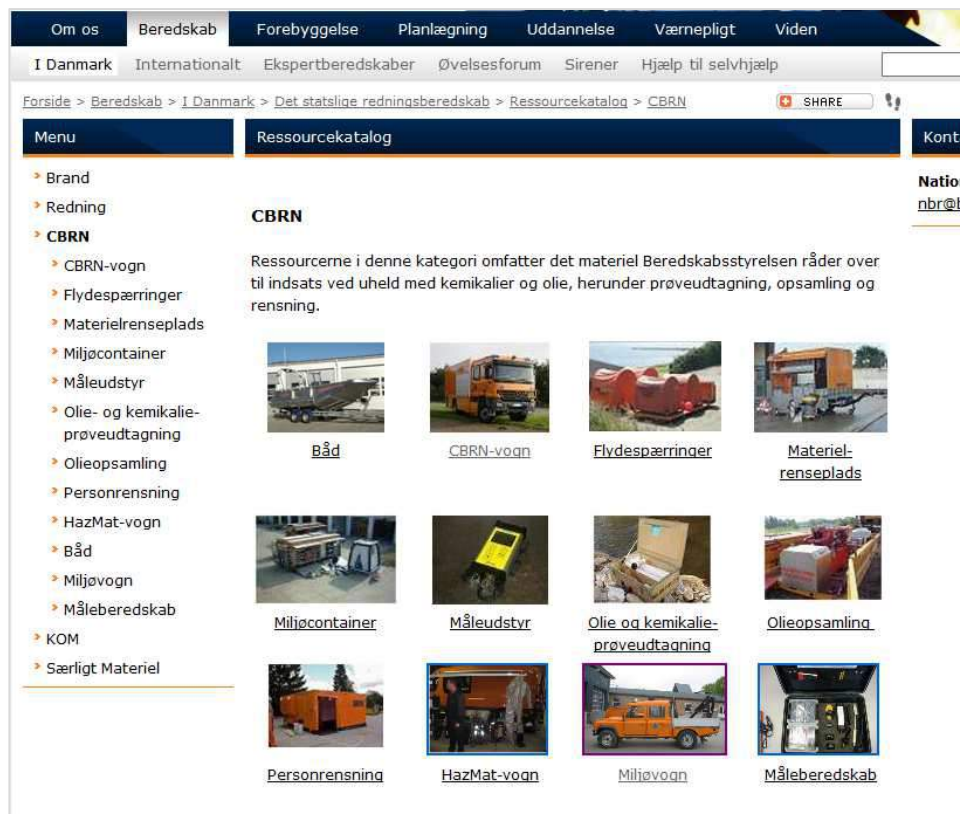 Om os Beredskab Forebyggelse Planlægning Uddannelse Værnepligt Viden
I Danmark Internationalt Ekspertberedskaber Øvelsesforum Sirener Hjælp til selvhjælp
Forside > Beredskab > I Danmark > Det statslige redningsberedskab > Ressourcekatalog > CBRN
SHARE
Menu
Brand
Redning
CBRN
CBRN-vogn
Flydespærringer
Materielrenseplads
Miljøcontainer
Måleudstyr
Olie- og kemikalie-
prøveudtagning
Olieopsamling
Personrensning
HazMat-vogn
Båd
Miljøvogn
Måleberedskab
KOM
Særligt Materiel
Ressourcekatalog
CBRN
Ressourcerne i denne kategori omfatter det materiel Beredskabsstyrelsen råder over
til indsats ved uheld med kemikalier og olie, herunder prøveudtagning, opsamling og
rensning.
Båd CBRN-vogn Flydespærringer Materiel-
renseplads
Miljøcontainer Måleudstyr Olie og kemikalie- Olieopsamling
prøveudtagning
Personrensning HazMat-vogn Miljøvogn Måleberedskab
Kont
Natio
nbr@b